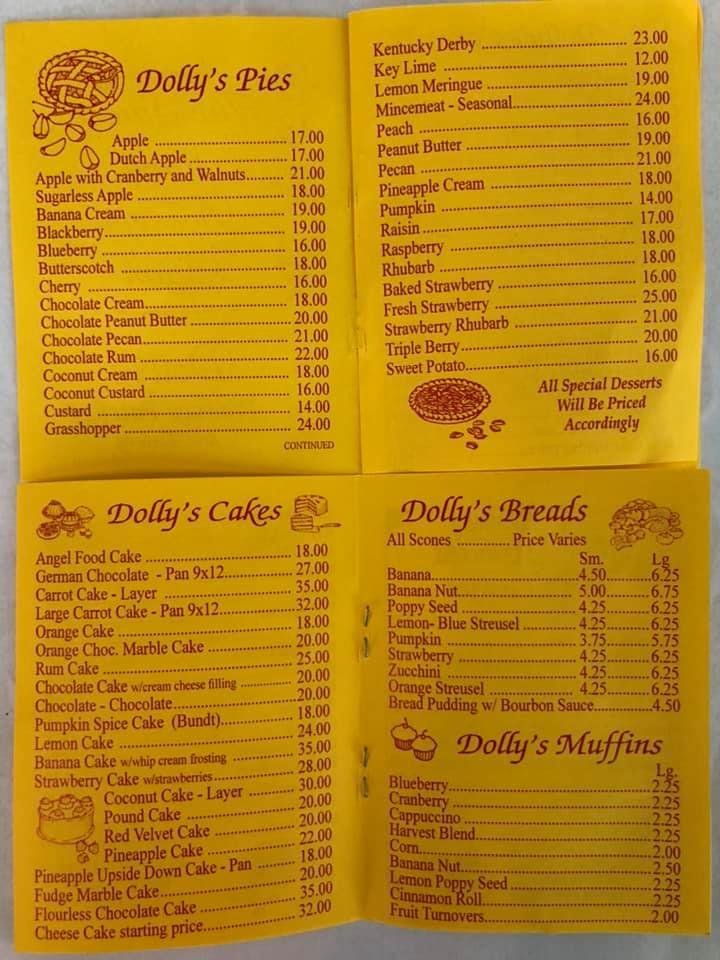 Dolly's Pies
Apple 17.00
Dutch Apple 17.00
Apple with Cranberry and Walnuts 21.00
Sugarless Apple 18.00
Banana Cream 19.00
Blackberry 19.00
Blueberry 16.00
Butterscotch 18.00
Cherry 16.00
Chocolate Cream 18.00
Chocolate Peanut Butter 20.00
Chocolate Pecan 21.00
Chocolate Rum 22.00
Coconut Cream 18.00
Coconut Custard 16.00
Custard 14.00
Grasshopper 24.00
CONTINUED
Kentucky Derby 23.00
Key Lime 12.00
Lemon Meringue 19.00
Mincemeat - Seasonal 24.00
Peach 16.00
Peanut Butter 19.00
Pecan 21.00
Pineapple Cream 18.00
Pumpkin 14.00
Raisin 17.00
Raspberry 18.00
Rhubarb 18.00
Baked Strawberry 16.00
Fresh Strawberry 25.00
Strawberry Rhubarb 21.00
Triple Berry 20.00
Sweet Potato 16.00
All Special Desserts
Will Be Priced
Accordingly
Dolly's Cakes
Angel Food Cake 18.00
German Chocolate - Pan 9x12 27.00
Carrot Cake - Layer 35.00
Large Carrot Cake - Pan 9x12 32.00
Orange Cake 18.00
Orange Choc. Marble Cake 20.00
Rum Cake 25.00
Chocolate Cake w/cream cheese filling 20.00
Chocolate - Chocolate 20.00
Pumpkin Spice Cake (Bundt) 18.00
Lemon Cake 24.00
Banana Cake w/whip cream frosting 35.00
Strawberry Cake w/strawberries 28.00
Coconut Cake - Layer 30.00
Pound Cake 20.00
Red Velvet Cake 20.00
Pineapple Cake 22.00
Pineapple Upside Down Cake - Pan 18.00
Fudge Marble Cake 20.00
Flourless Chocolate Cake 35.00
Cheese Cake starting price 32.00
Dolly's Breads
All Scones Price Varies
Sm. Lg
Banana 4.50 6.25
Banana Nut 5.00 6.75
Poppy Seed 4.25 6.25
Lemon- Blue Streusel 4.25 6.25
Pumpkin 3.75 5.75
Strawberry 4.25 6.25
Zucchini 4.25 6.25
Orange Streusel 4.25 6.25
Bread Pudding w/ Bourbon Sauce 4.50
Dolly's Muffins
Lg.
Blueberry 2.25
Cranberry 2.25
Cappuccino 2.25
Harvest Blend 2.25
Corn 2.00
Banana Nut 2.50
Lemon Poppy Seed 2.25
Cinnamon Roll 2.25
Fruit Turnovers 2.00